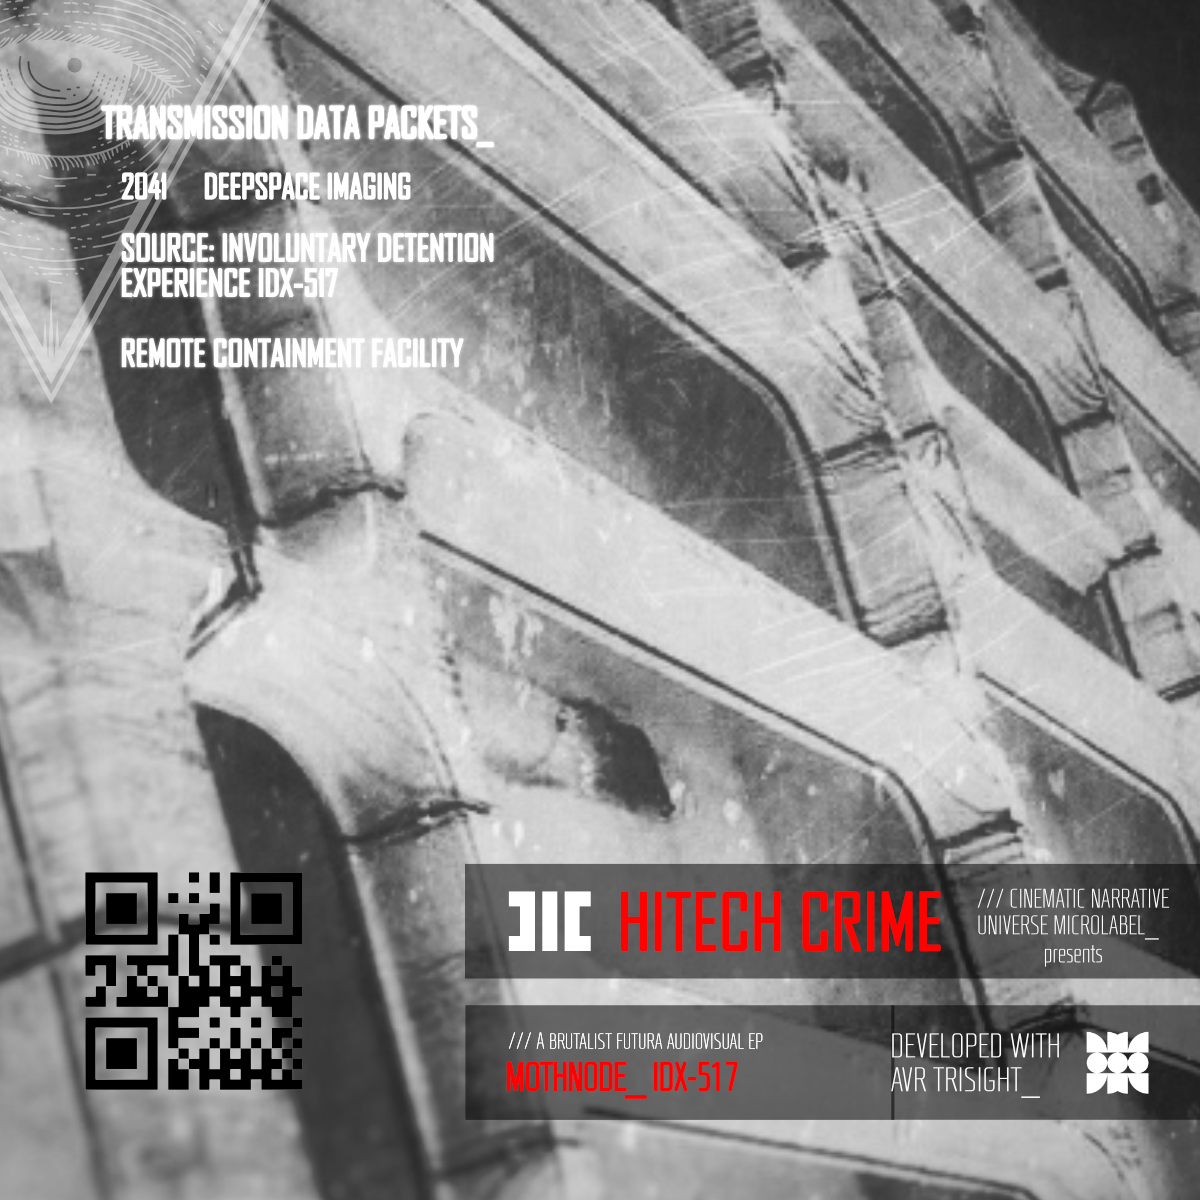 TRANSMISSION DATA PACKETS_
2041 DEEPSPACE IMAGING
SOURCE: INVOLUNTARY DETENTION
EXPERIENCE IDX-517
REMOTE CONTAINMENT FACILITY
HITECH CRIME
/// CINEMATIC NARRATIVE
UNIVERSE MICROLABEL_
presents
/// A BRUTALIST FUTURA AUDIOVISUAL EP
MOTHNODE_ IDX-517
DEVELOPED WITH
AVR TRISIGHT_